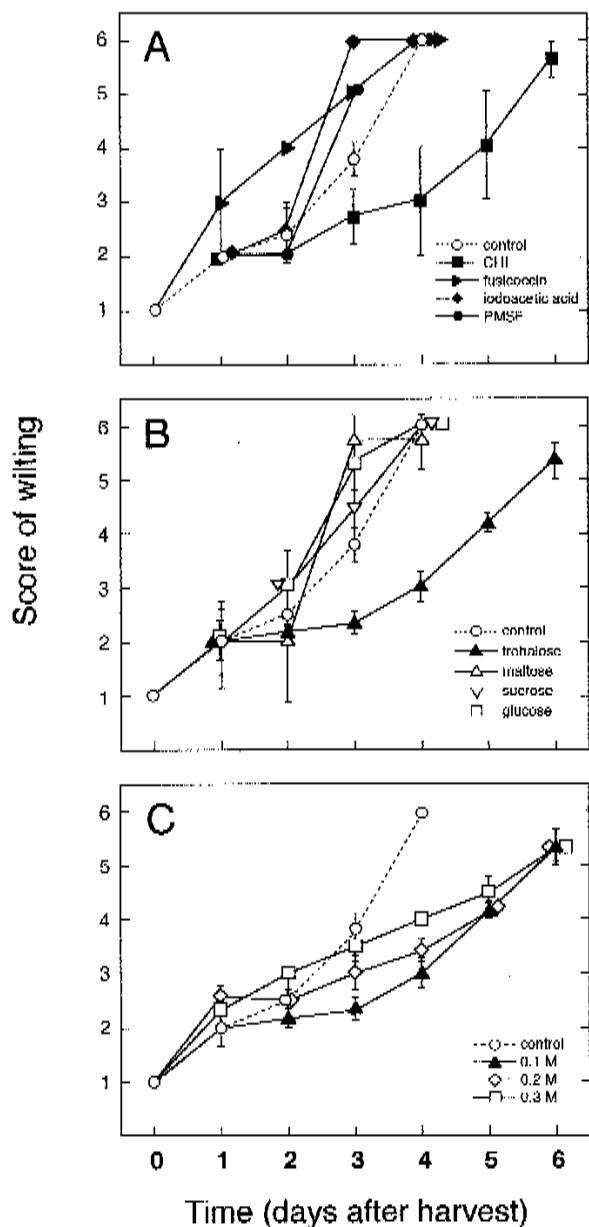 A
6
5
4
3
2
1
control
CHI
fusicoccin
iodoacetic acid
PMSF
Score of wilting
B
6
5
4
3
2
1
control
trehalose
maltose
sucrose
glucose
C
6
5
4
3
2
1
control
0.1 M
0.2 M
0.3 M
0 1 2 3 4 5 6
Time (days after harvest)